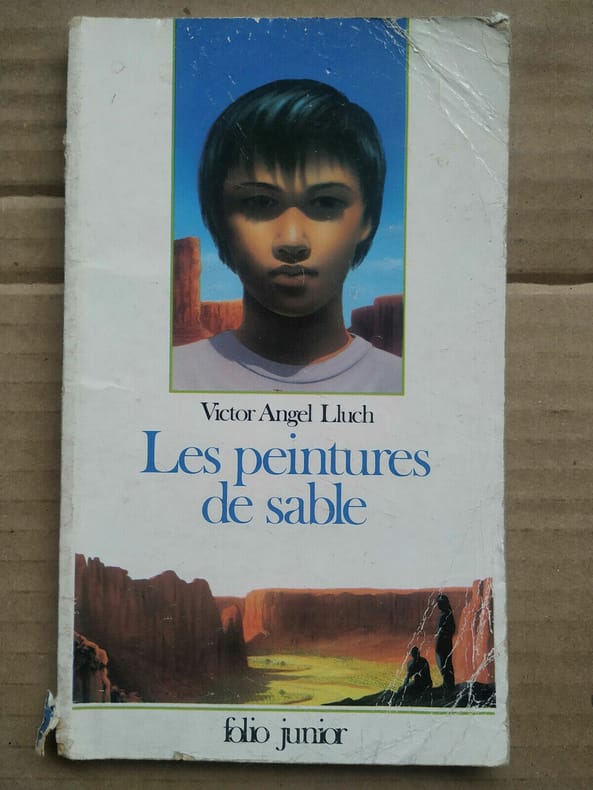 Victor Angel Lluch
Les peintures
de sable
folio junior